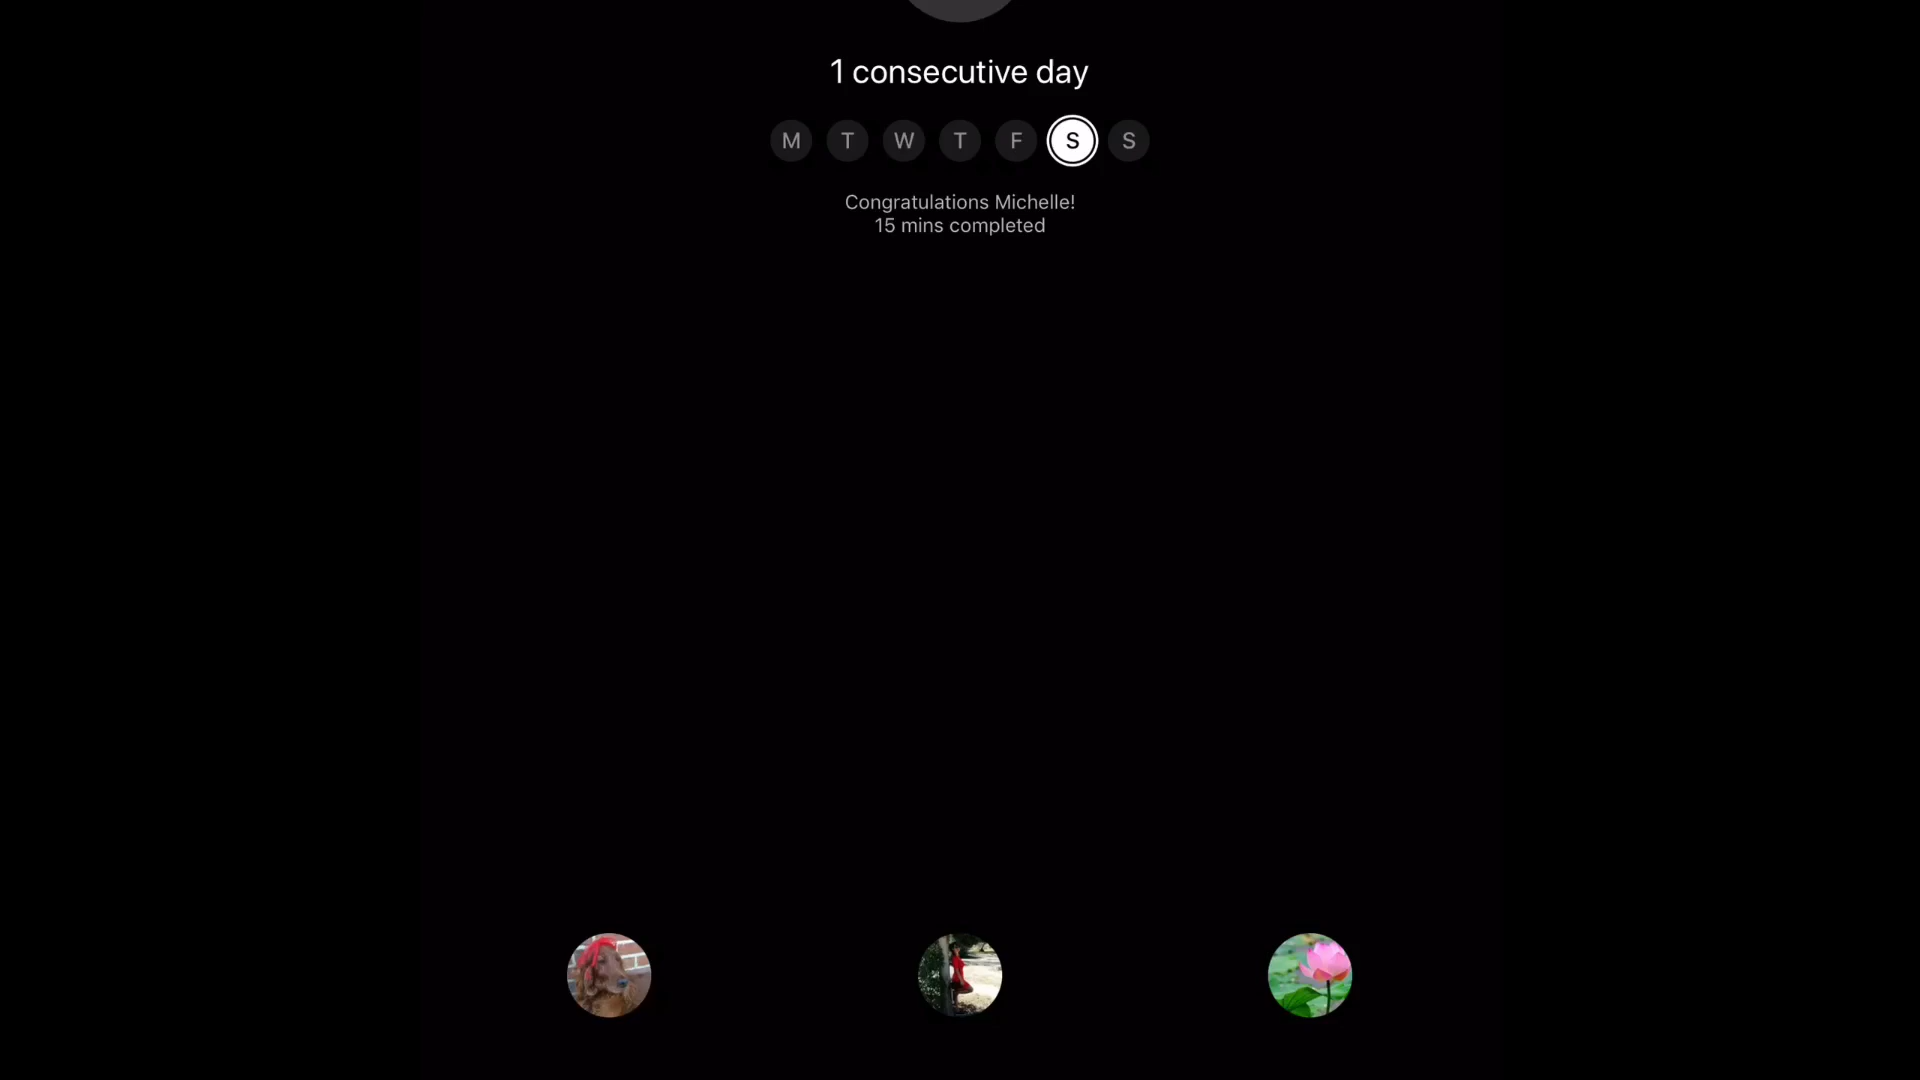 1 consecutive day
M T W T F S S
Congratulations Michelle!
15 mins completed